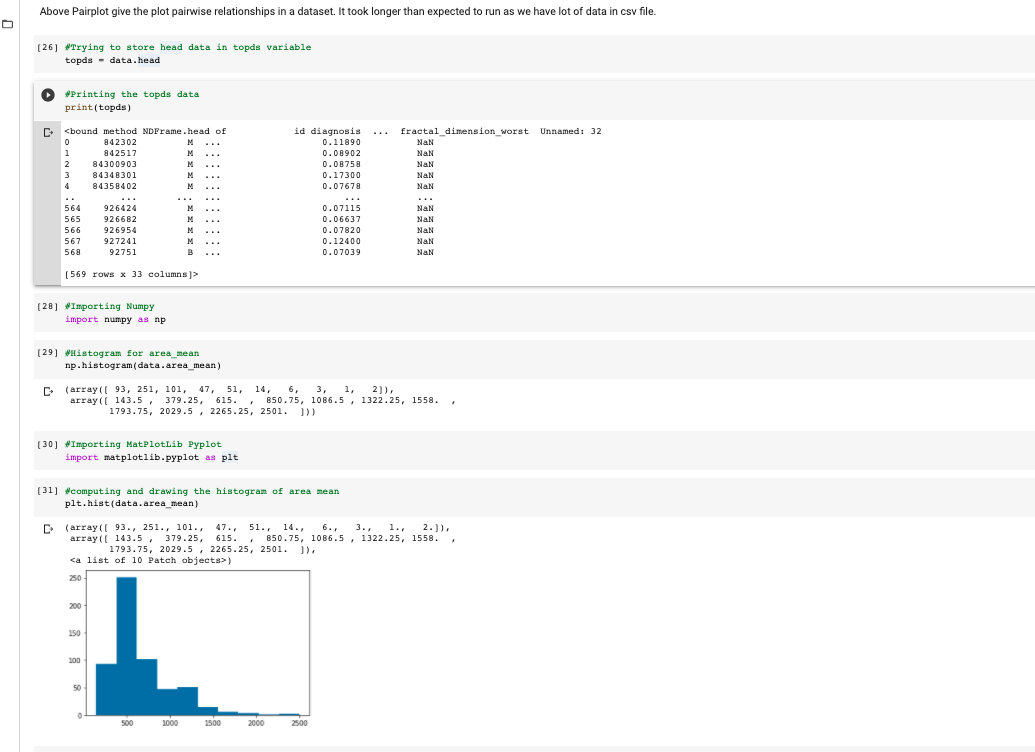 Above Pairplot give the plot pairwise relationships in a dataset. It took longer than expected to run as we have lot of data in csv file.
[26] #Trying to store head data in topds variable
topds = data.head
#Printing the topds data
print(topds)
<bound method NDFrame.head of            id diagnosis  ...  fractal_dimension_worst  Unnamed: 32
0      842302         M  ...                  0.11890          NaN
1      842517         M  ...                  0.08902          NaN
2    84300903         M  ...                  0.08758          NaN
3    84348301         M  ...                  0.17300          NaN
4    84358402         M  ...                  0.07678          NaN
..        ...       ...  ...                      ...          ...
564    926424         M  ...                  0.07115          NaN
565    926682         M  ...                  0.06637          NaN
566    926954         M  ...                  0.07820          NaN
567    927241         M  ...                  0.12400          NaN
568     92751         B  ...                  0.07039          NaN
[569 rows x 33 columns]>
[28] #Importing Numpy
import numpy as np
[29] #Histogram for area_mean
np.histogram(data.area_mean)
(array([ 93, 251, 101,  47,  51,  14,   6,   3,   1,   2]),
array([ 143.5 ,  379.25,  615.  ,  850.75, 1086.5 , 1322.25, 1558.  ,
1793.75, 2029.5 , 2265.25, 2501.  ]))
[30] #Importing MatPlotLib Pyplot
import matplotlib.pyplot as plt
[31] #computing and drawing the histogram of area mean
plt.hist(data.area_mean)
(array([ 93., 251., 101.,  47.,  51.,  14.,   6.,   3.,   1.,   2.]),
array([ 143.5 ,  379.25,  615.  ,  850.75, 1086.5 , 1322.25, 1558.  ,
1793.75, 2029.5 , 2265.25, 2501.  ]),
<a list of 10 Patch objects>)
250
200
150
100
50
0
500 1000 1500 2000 2500